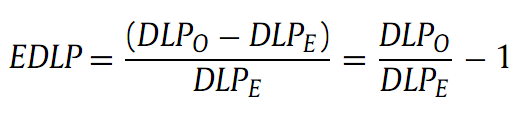 EDLP = (DLP_O − DLP_E) / DLP_E = DLP_O / DLP_E − 1